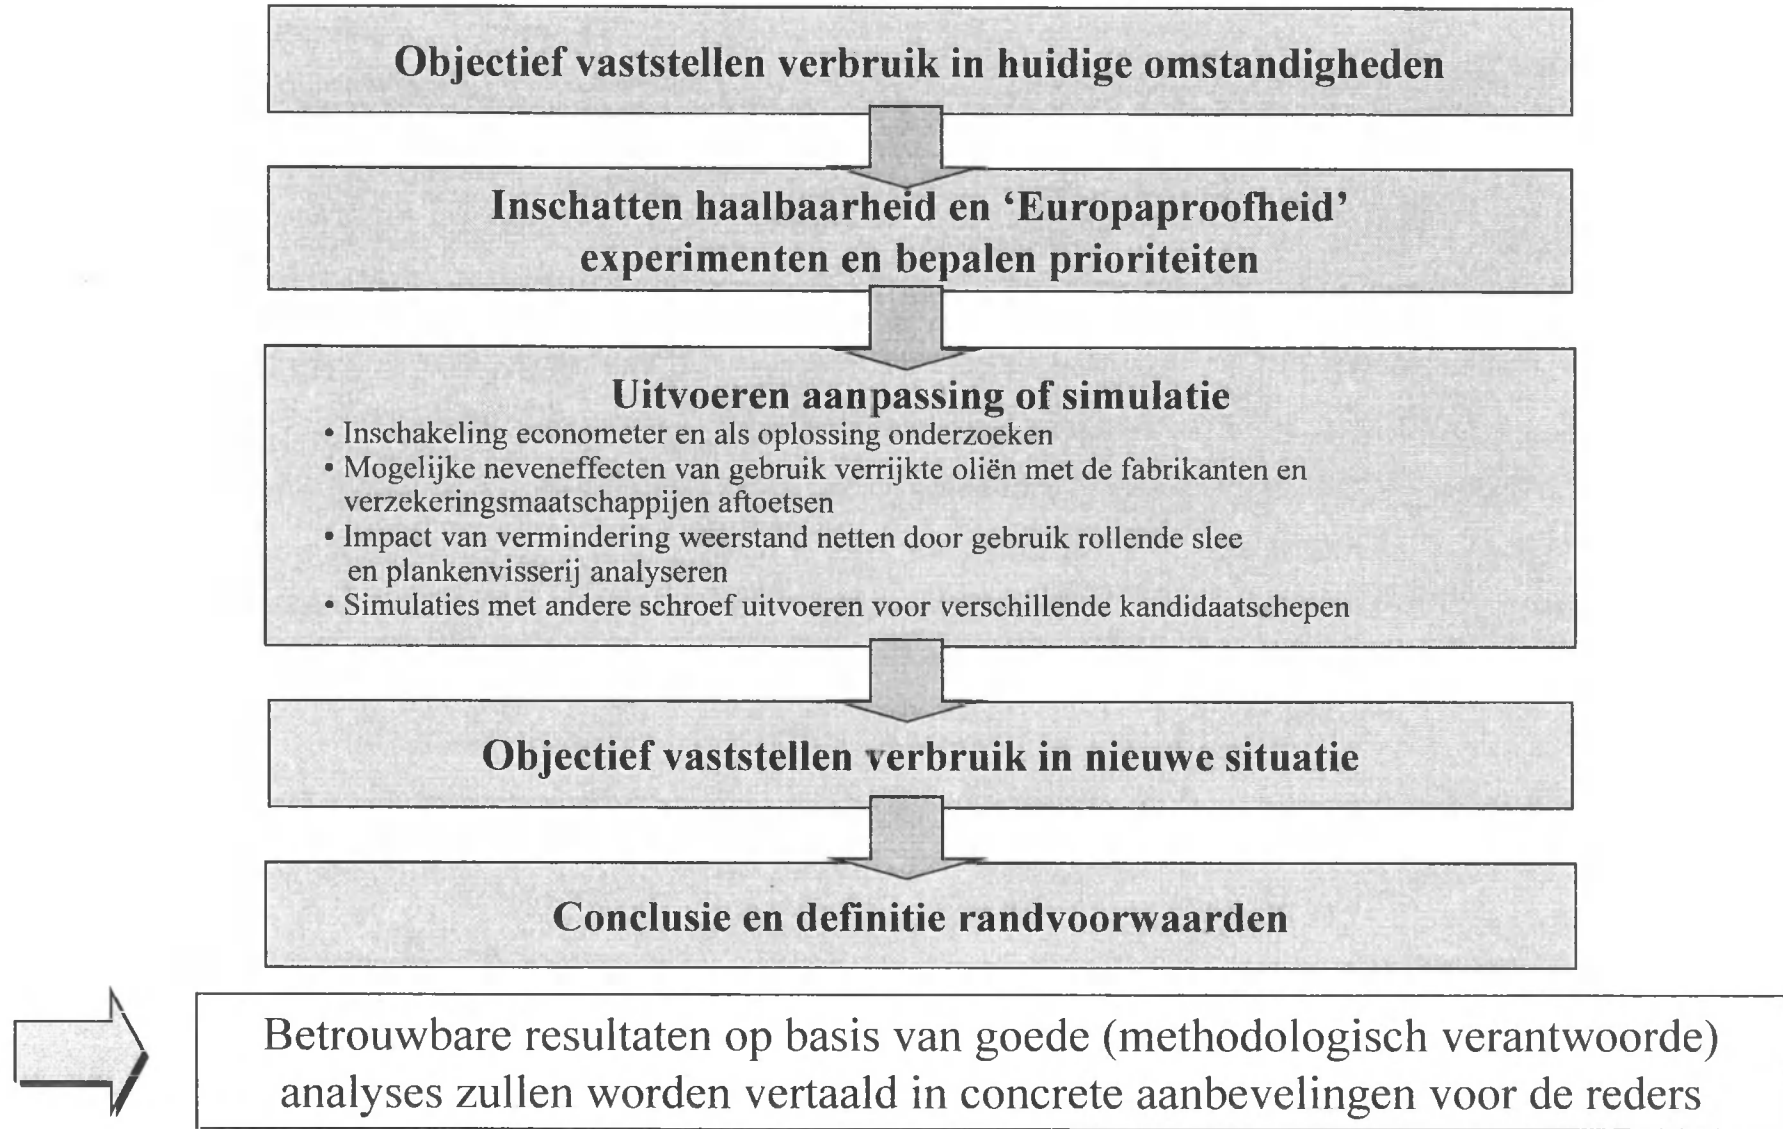 Objectief vaststellen verbruik in huidige omstandigheden
Inschatten haalbaarheid en ‘Europaproofheid’
experimenten en bepalen prioriteiten
Uitvoeren aanpassing of simulatie
• Inschakeling econometer en als oplossing onderzoeken
• Mogelijke neveneffecten van gebruik verrijkte oliën met de fabrikanten en
verzekeringsmaatschappijen aftoetsen
• Impact van vermindering weerstand netten door gebruik rollende slee
en plankenvisserij analyseren
• Simulaties met andere schroef uitvoeren voor verschillende kandidaatschepen
Objectief vaststellen verbruik in nieuwe situatie
Conclusie en definitie randvoorwaarden
Betrouwbare resultaten op basis van goede (methodologisch verantwoorde)
analyses zullen worden vertaald in concrete aanbevelingen voor de reders